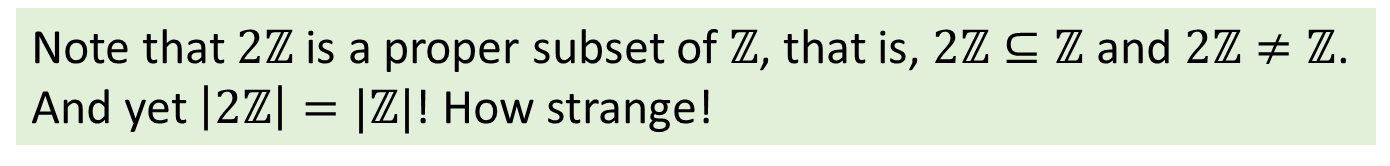 Note that 2ℤ is a proper subset of ℤ, that is, 2ℤ ⊆ ℤ and 2ℤ ≠ ℤ.
And yet |2ℤ| = |ℤ|! How strange!